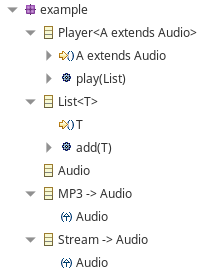 example
Player<A extends Audio>
A extends Audio
play(List)
List<T>
T
add(T)
Audio
MP3 -> Audio
Audio
Stream -> Audio
Audio